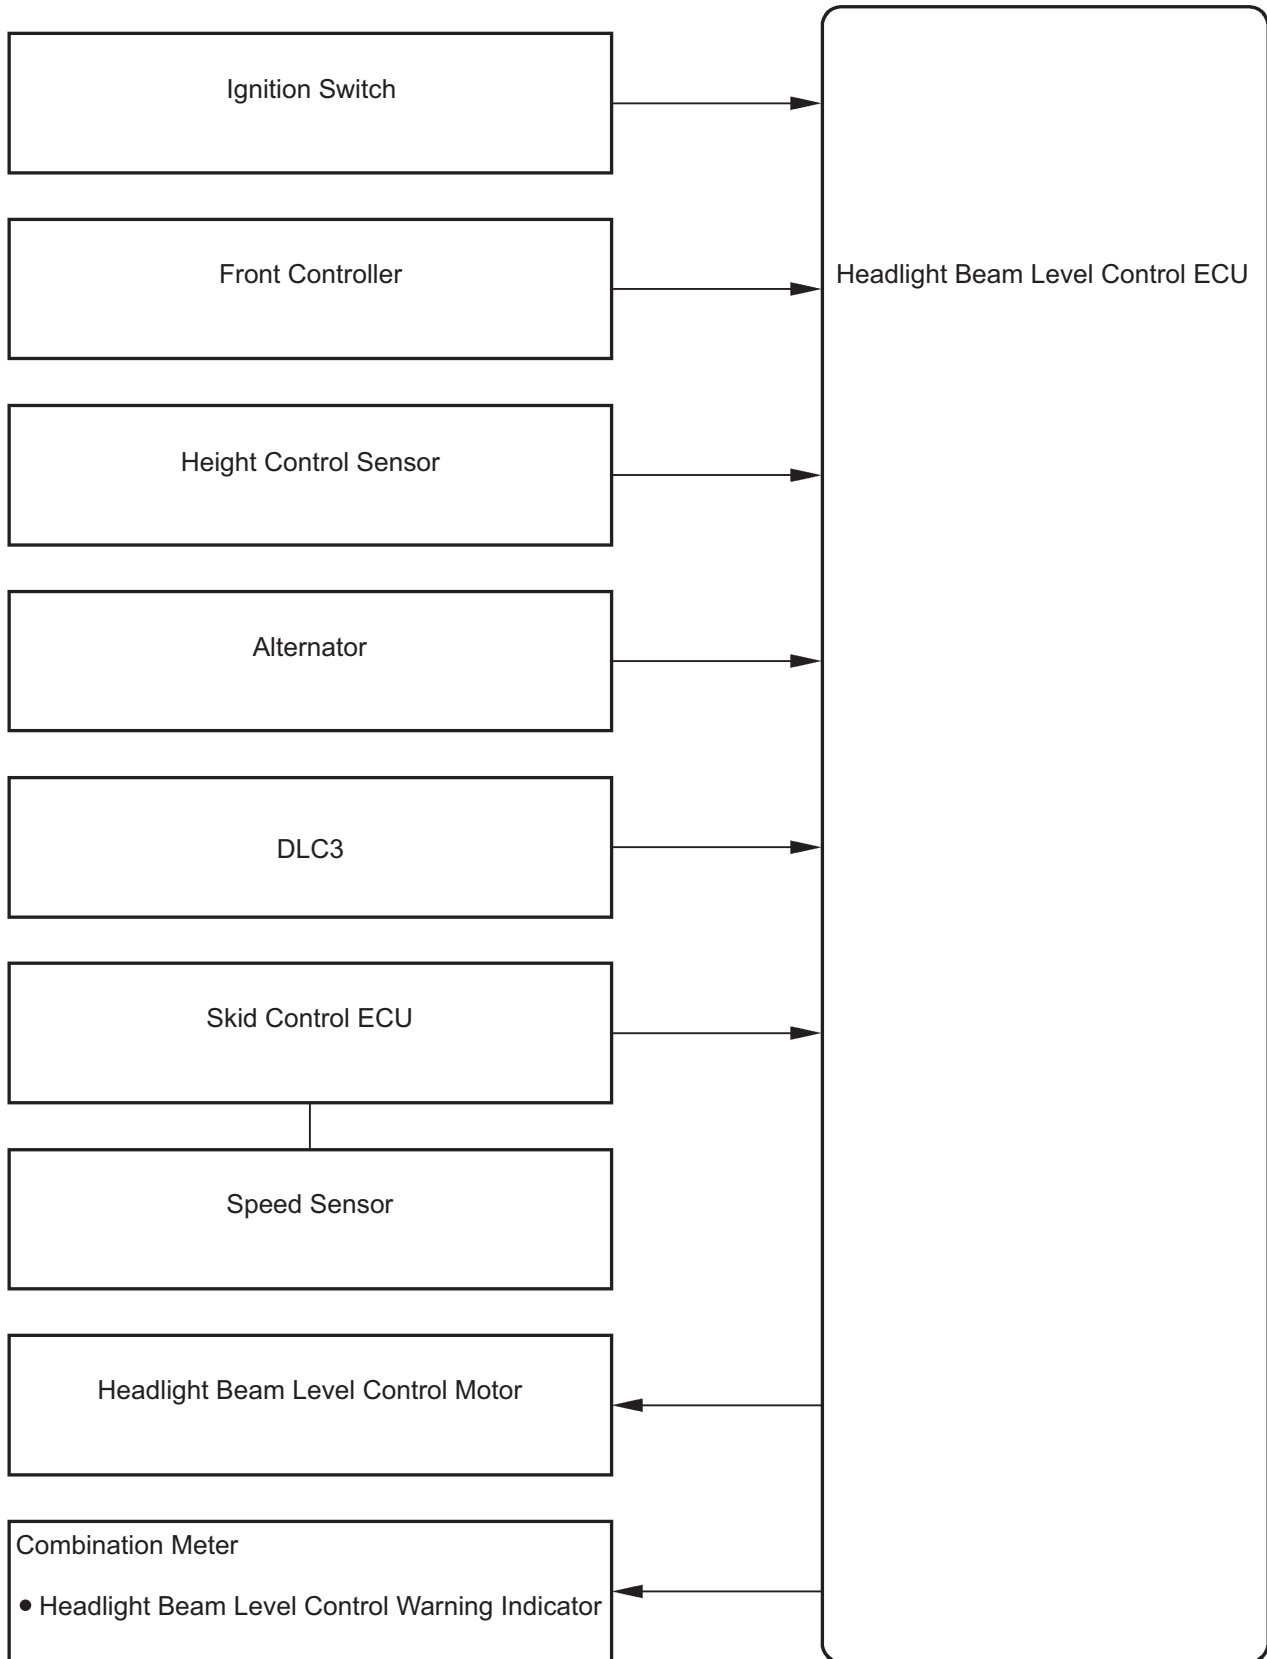 Ignition Switch
Front Controller
Headlight Beam Level Control ECU
Height Control Sensor
Alternator
DLC3
Skid Control ECU
Speed Sensor
Headlight Beam Level Control Motor
Combination Meter
● Headlight Beam Level Control Warning Indicator